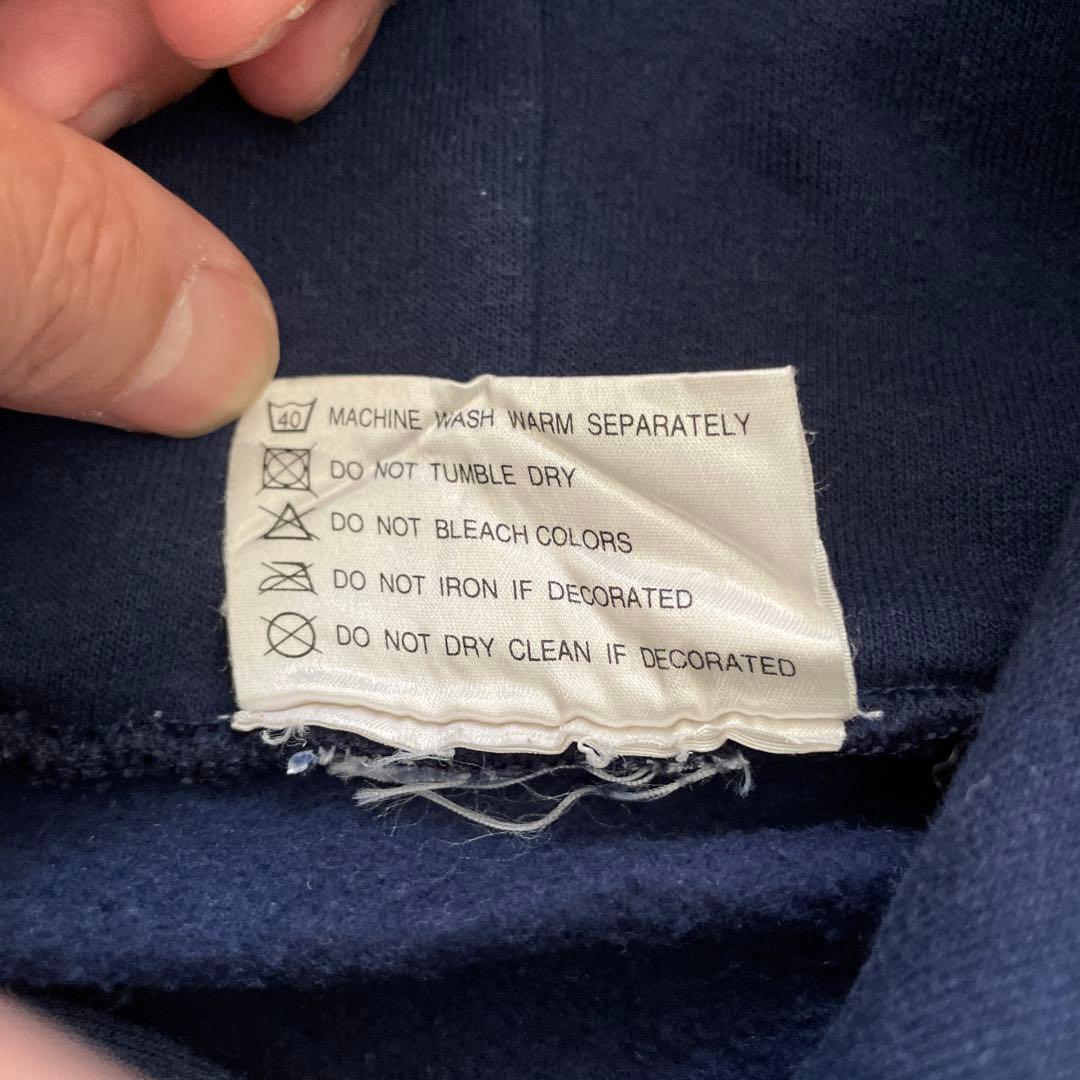 40 MACHINE WASH WARM SEPARATELY
DO NOT TUMBLE DRY
DO NOT BLEACH COLORS
DO NOT IRON IF DECORATED
DO NOT DRY CLEAN IF DECORATED